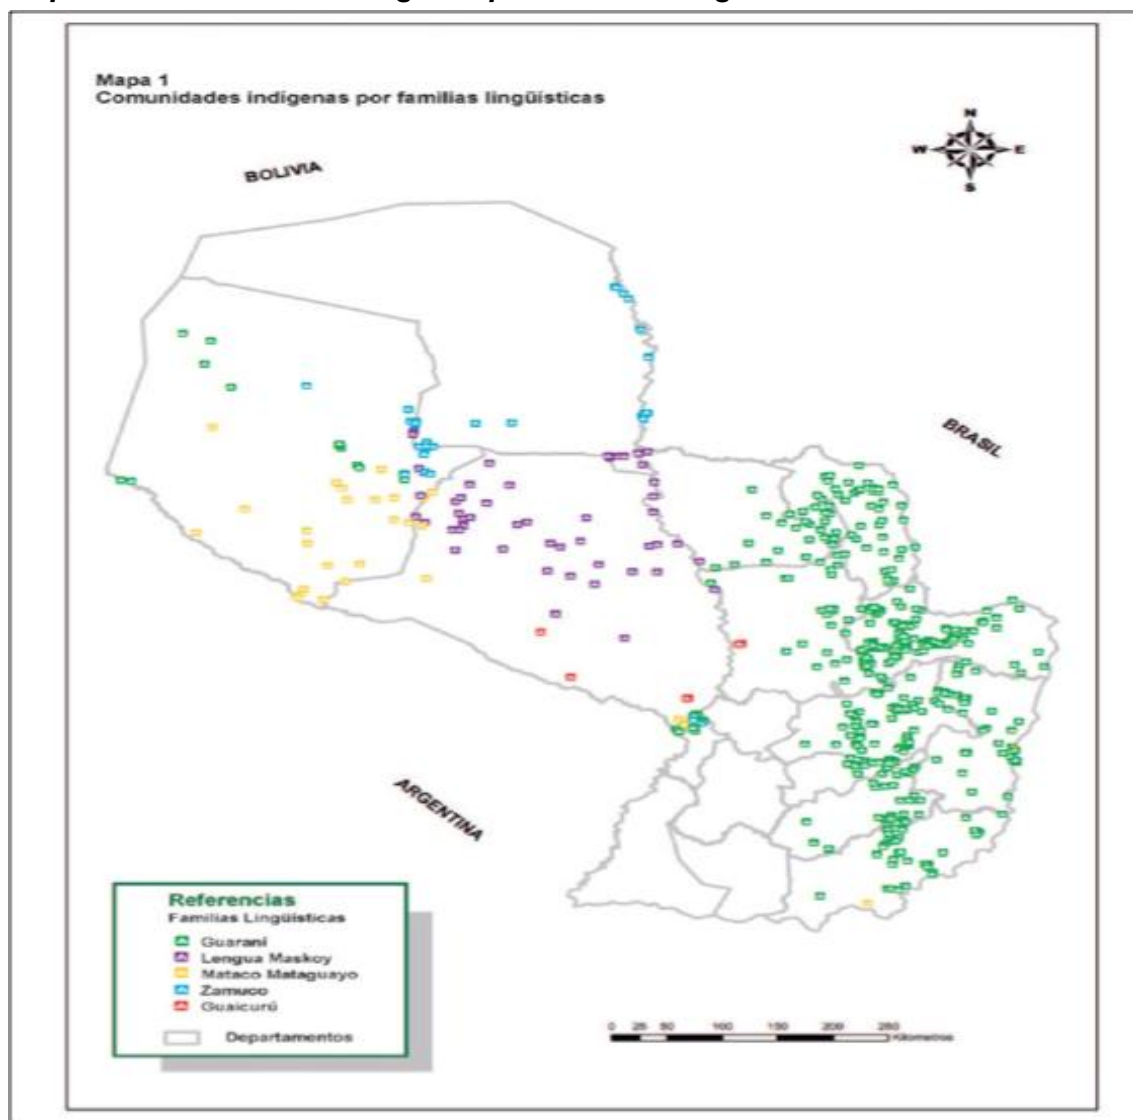 Mapa 1
Comunidades indígenas por familias lingüísticas
N
W E
S
BOLIVIA
BRASIL
ARGENTINA
Referencias
Familias Lingüísticas
Guaraní
Lengua Maskoy
Mataco Mataguayo
Zamuco
Guaicurú
Departamentos
0 25 50 100 150 200 250
Kilometros